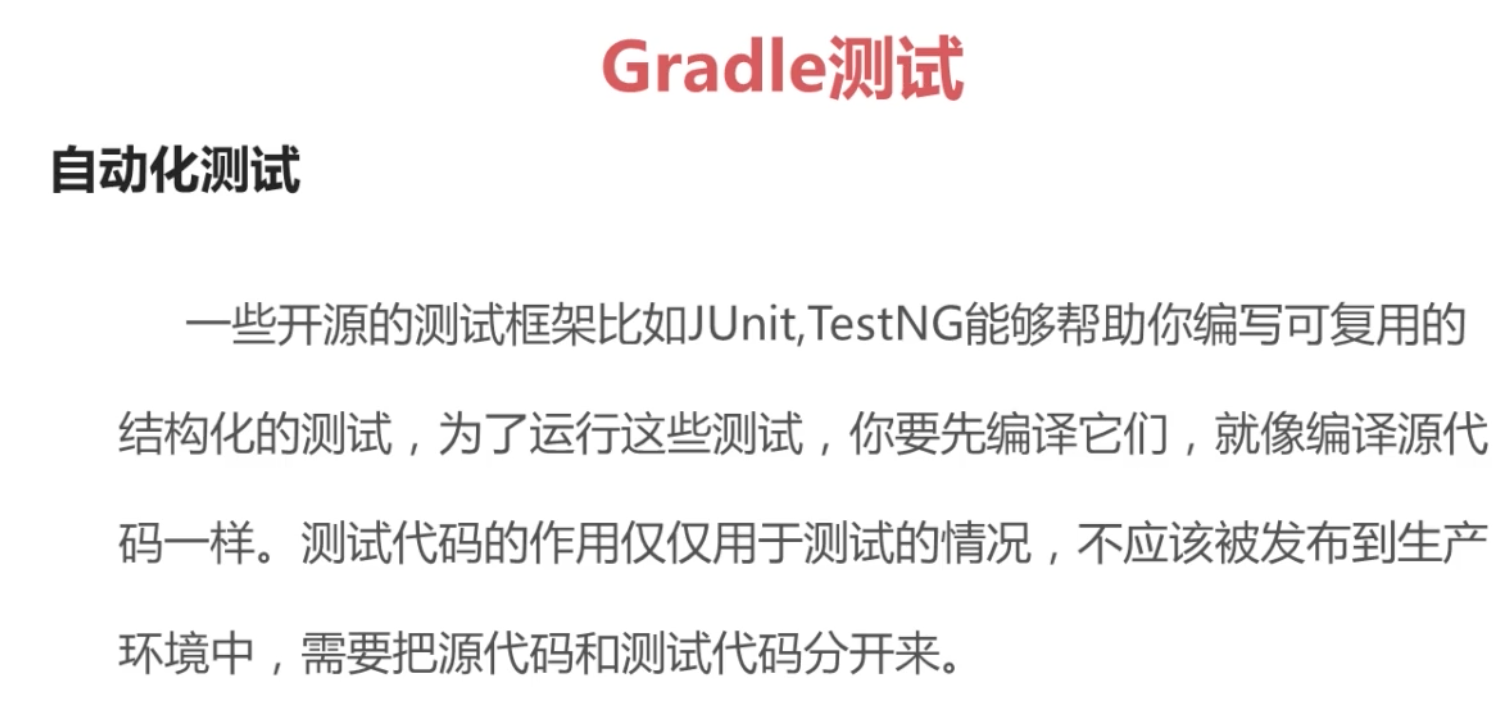 Gradle测试
自动化测试
一些开源的测试框架比如JUnit,TestNG能够帮助你编写可复用的
结构化的测试，为了运行这些测试，你要先编译它们，就像编译源代
码一样。测试代码的作用仅仅用于测试的情况，不应该被发布到生产
环境中，需要把源代码和测试代码分开来。